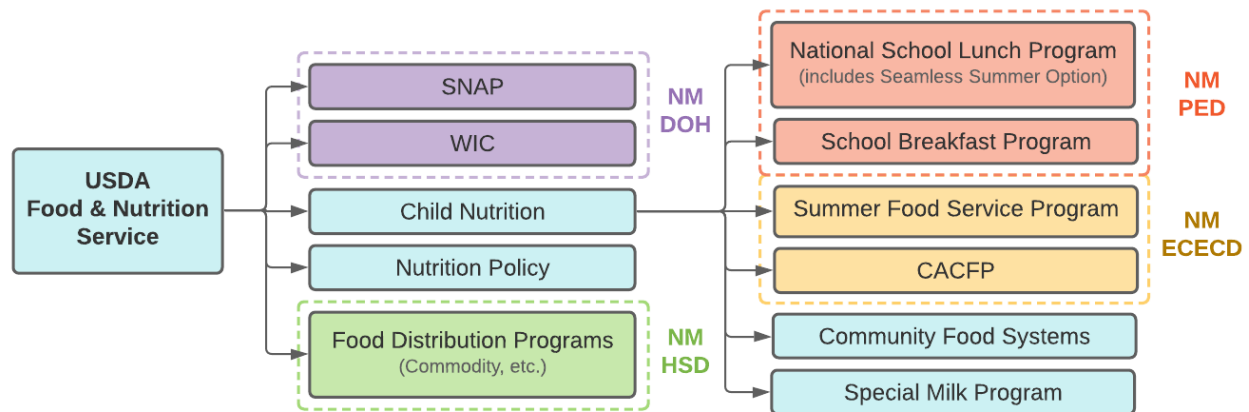 USDA
Food & Nutrition
Service
SNAP
WIC
NM
DOH
Child Nutrition
Nutrition Policy
Food Distribution Programs
(Commodity, etc.)
NM
HSD
National School Lunch Program
(includes Seamless Summer Option)
School Breakfast Program
NM
PED
Summer Food Service Program
CACFP
NM
ECECD
Community Food Systems
Special Milk Program